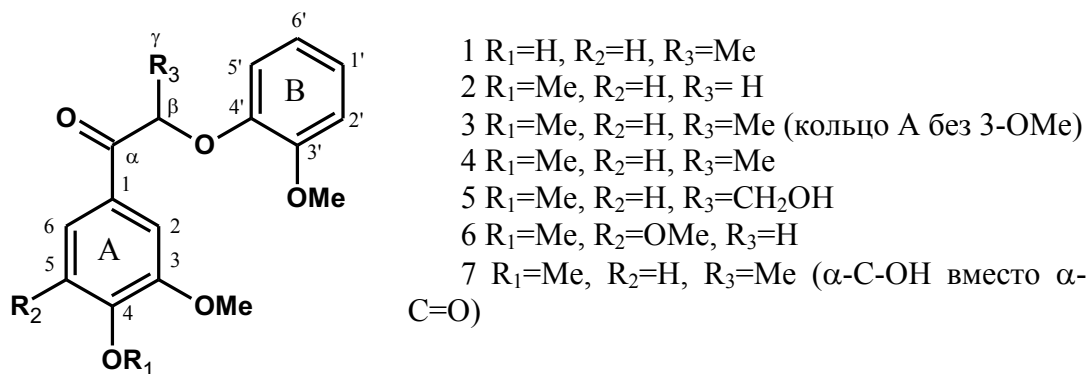 γ
R3
6'
5'
1'
B
β
4'
2'
O
α
O
3'
1
OMe
6
2
A
5
3
R2
4
OMe
OR1
1 R1=H, R2=H, R3=Me
2 R1=Me, R2=H, R3= H
3 R1=Me, R2=H, R3=Me (кольцо А без 3-OMe)
4 R1=Me, R2=H, R3=Me
5 R1=Me, R2=H, R3=CH2OH
6 R1=Me, R2=OMe, R3=H
7 R1=Me, R2=H, R3=Me (α-C-OH вместо α-
C=O)